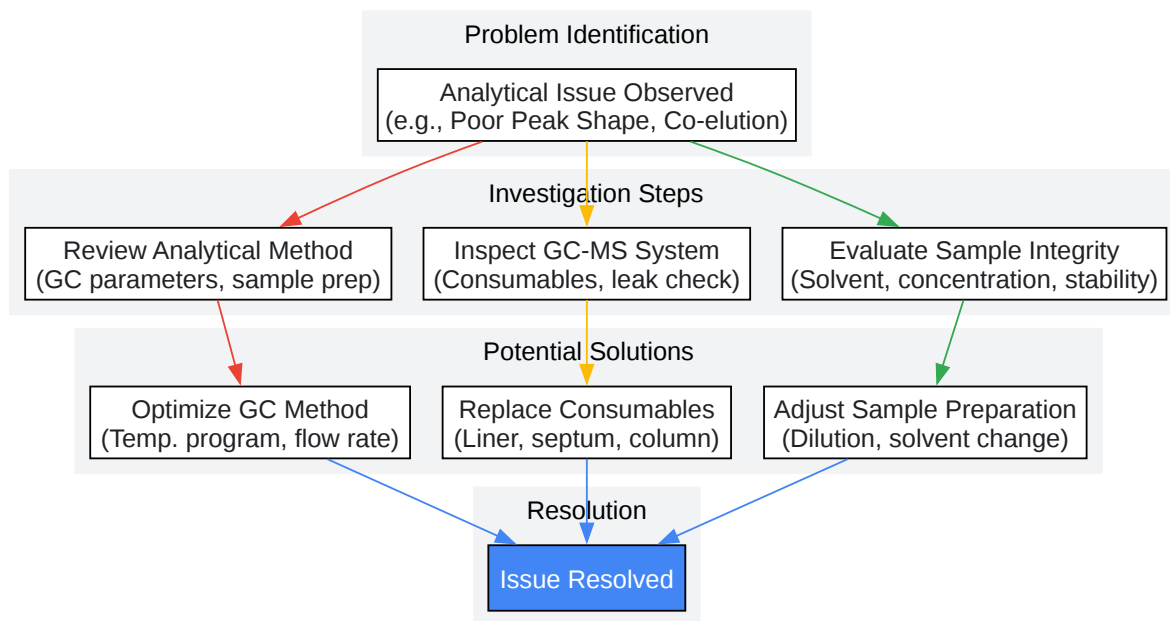 Problem Identification
Analytical Issue Observed
(e.g., Poor Peak Shape, Co-elution)
Investigation Steps
Review Analytical Method
(GC parameters, sample prep)
Inspect GC-MS System
(Consumables, leak check)
Evaluate Sample Integrity
(Solvent, concentration, stability)
Potential Solutions
Optimize GC Method
(Temp. program, flow rate)
Replace Consumables
(Liner, septum, column)
Adjust Sample Preparation
(Dilution, solvent change)
Resolution
Issue Resolved